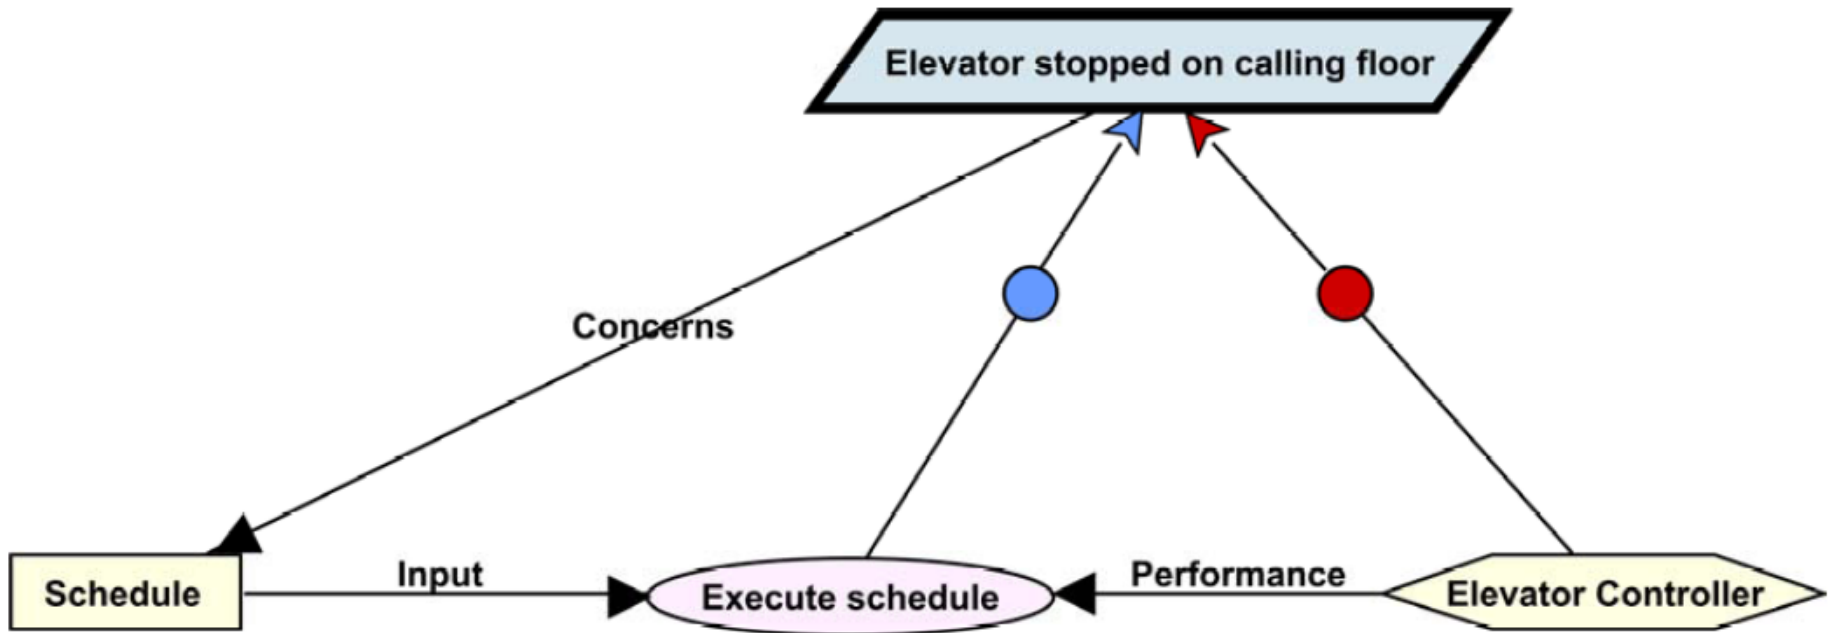 Elevator stopped on calling floor
Concerns
Input
Performance
Schedule
Execute schedule
Elevator Controller